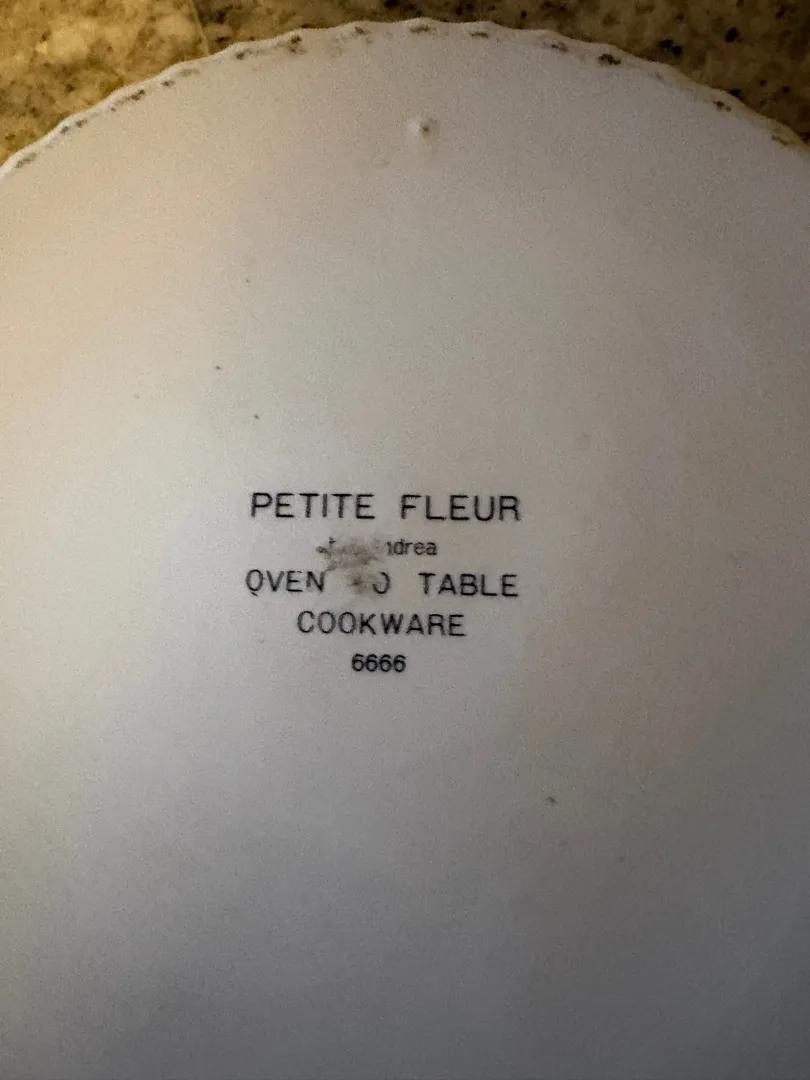 PETITE FLEUR
OVEN TABLE
COOKWARE
6666